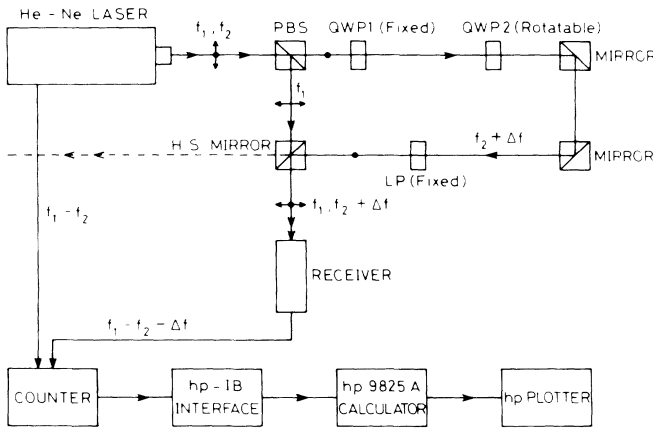 He - Ne LASER
f1, f2
PBS
QWP1 (Fixed)
QWP2 (Rotatable)
MIRROR
f1
H S MIRROR
f2 + Δf
MIRROR
LP (Fixed)
f1 - f2
f1, f2 + Δf
RECEIVER
f1 - f2 - Δf
COUNTER
hp - IB
INTERFACE
hp 9825 A
CALCULATOR
hp PLOTTER